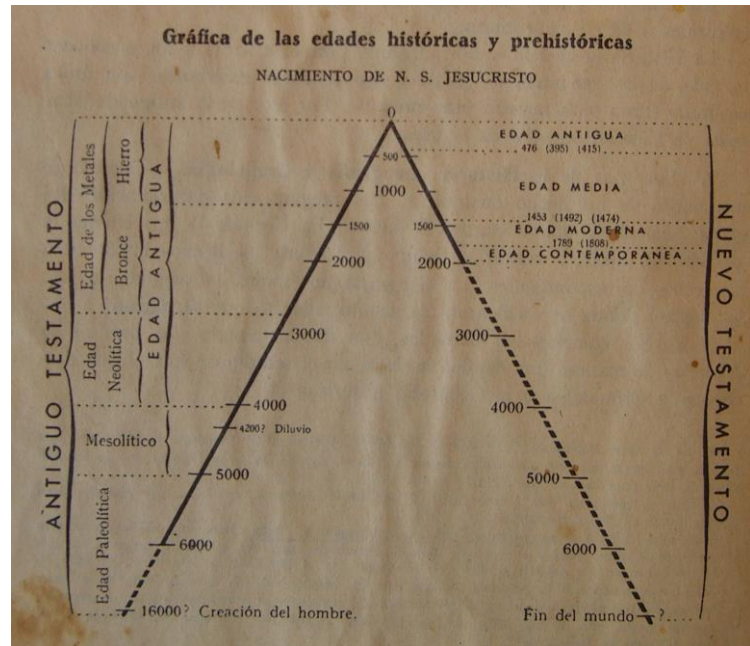 Gráfica de las edades históricas y prehistóricas
NACIMIENTO DE N. S. JESUCRISTO
0
ANTIGUO TESTAMENTO
Edad de los Metales
Hierro
Bronce
Edad
Neolítica
Mesolítico
Edad Paleolítica
EDAD ANTIGUA
500
1000
1500
2000
3000
4000
4200? Diluvio
5000
6000
16000? Creación del hombre.
EDAD ANTIGUA
476 (395) (415)
EDAD MEDIA
1453 (1492) (1474)
EDAD MODERNA
1789 (1808)
EDAD CONTEMPORANEA
1500
2000
3000
4000
5000
6000
Fin del mundo ?
NUEVO TESTAMENTO